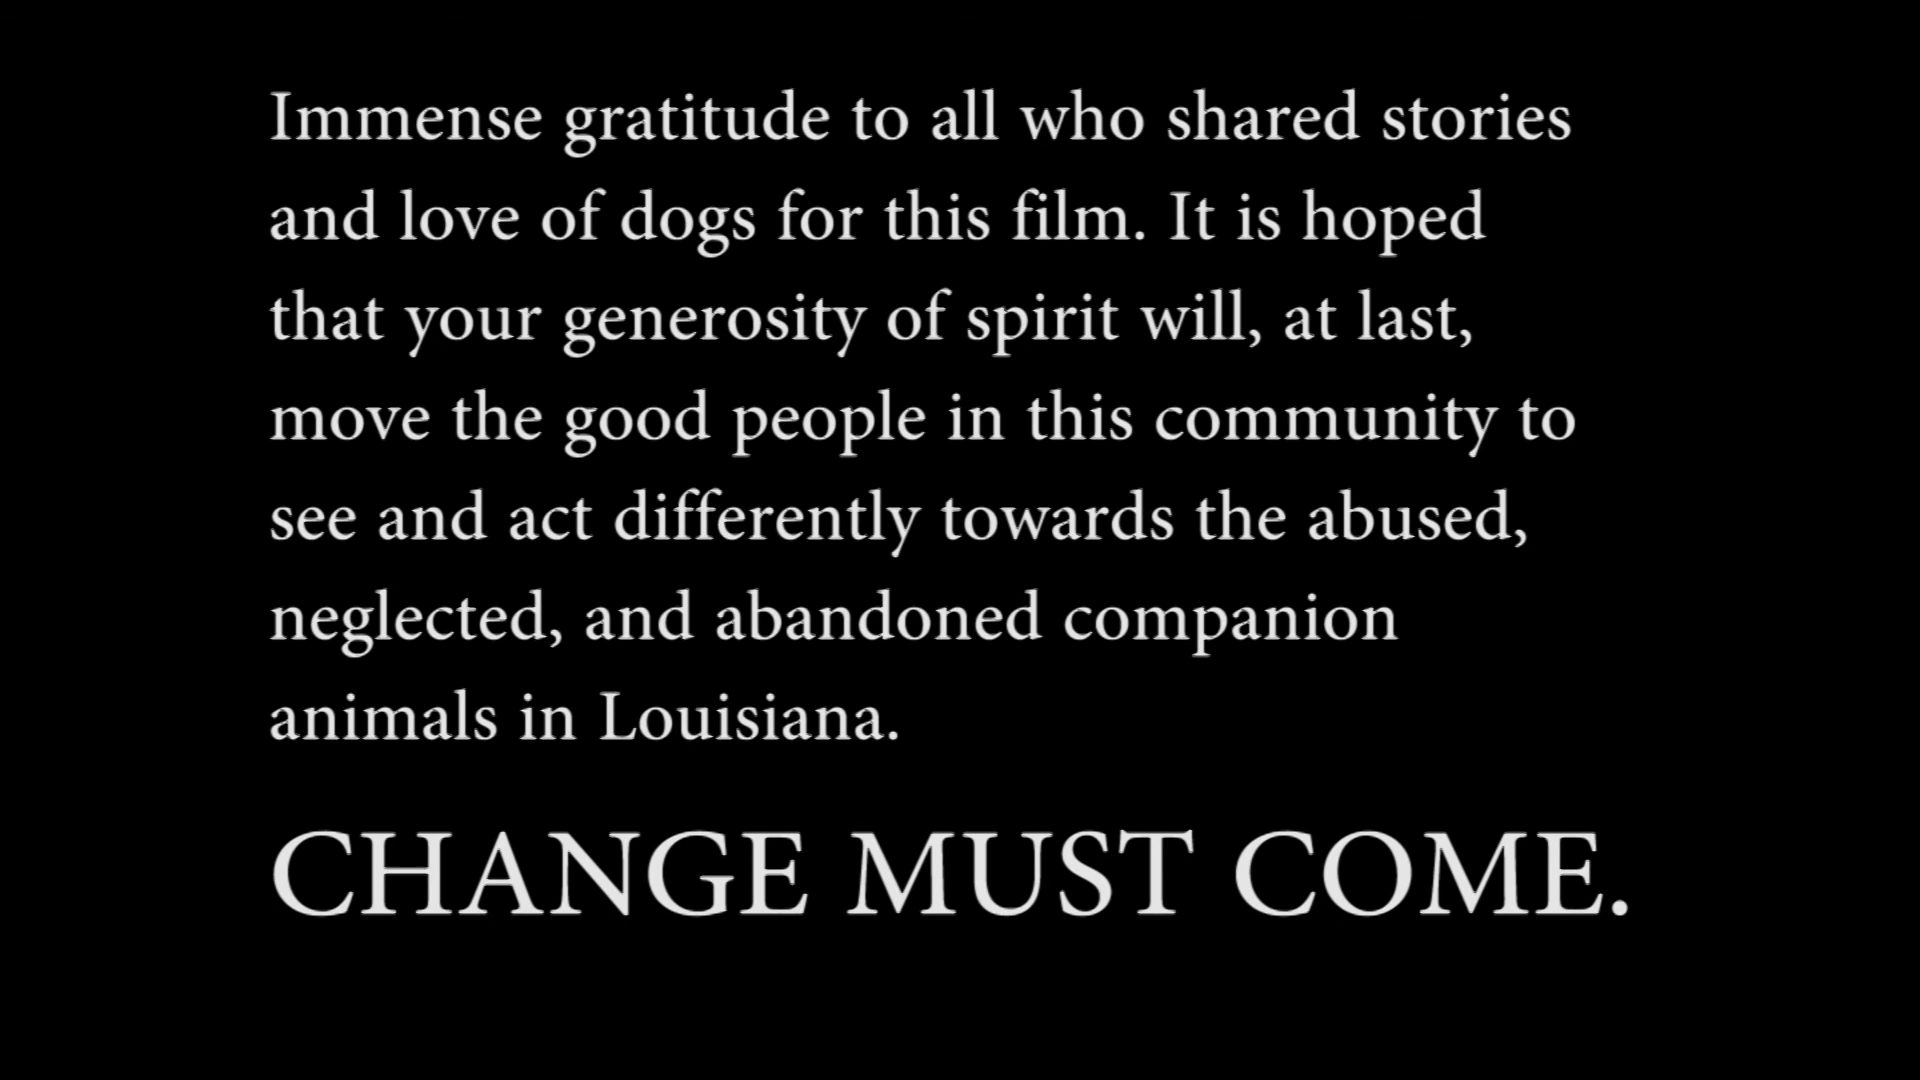 Immense gratitude to all who shared stories
and love of dogs for this film. It is hoped
that your generosity of spirit will, at last,
move the good people in this community to
see and act differently towards the abused,
neglected, and abandoned companion
animals in Louisiana.
CHANGE MUST COME.